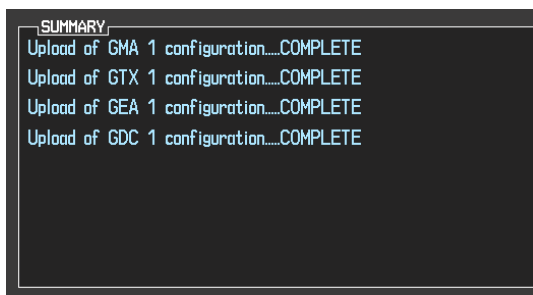 SUMMARY
Upload of GMA 1 configuration.....COMPLETE
Upload of GTX 1 configuration.....COMPLETE
Upload of GEA 1 configuration.....COMPLETE
Upload of GDC 1 configuration.....COMPLETE